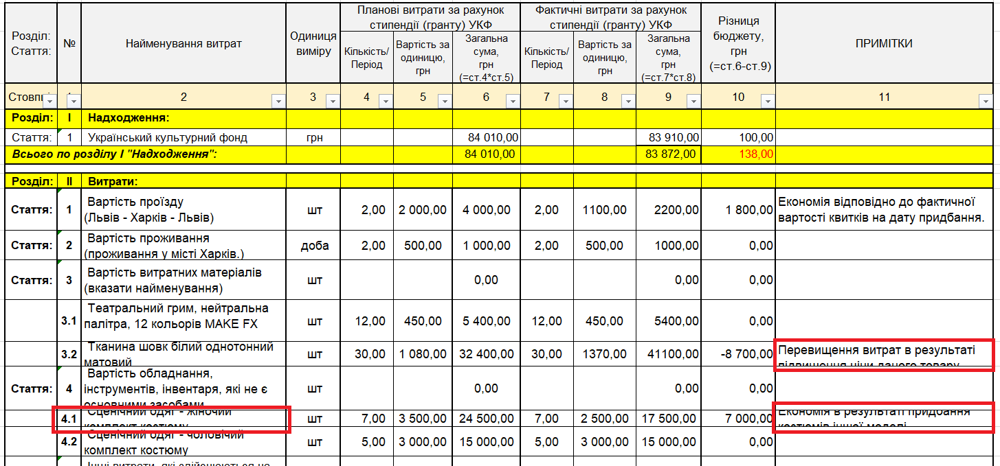 Розділ:
Стаття:
№
Найменування витрат
Одиниця
виміру
Планові витрати за рахунок
стипендії (гранту) УКФ
Кількість/
Період
Вартість за
одиницю,
грн
Загальна
сума,
грн
(=ст.4*ст.5)
Фактичні витрати за рахунок
стипендії (гранту) УКФ
Кількість/
Період
Вартість за
одиницю,
грн
Загальна
сума,
грн
(=ст.7*ст.8)
Різниця
бюджету,
грн
(=ст.6-ст.9)
ПРИМІТКИ
2 3 4 5 6 7 8 9 10 11
Розділ: І Надходження:
Стаття: 1 Український культурний фонд грн 84 010,00 83 910,00 100,00
Всього по розділу І "Надходження": 84 010,00 83 872,00 138,00
Розділ: ІІ Витрати:
Стаття: 1 Вартість проїзду
(Львів - Харків - Львів)
шт 2,00 2 000,00 4 000,00 2,00 1100,00 2200,00 1 800,00
Економія відповідно до фактичної
вартості квитків на дату придбання.
Стаття: 2 Вартість проживання
(проживання у місті Харків.)
доба 2,00 500,00 1 000,00 2,00 500,00 1000,00 0,00
Стаття: 3 Вартість витратних матеріалів
(вказати найменування)
шт 0,00 0,00 0,00
3.1 Театральний грим, нейтральна
палітра, 12 кольорів MAKE FX
шт 12,00 450,00 5 400,00 12,00 450,00 5400,00 0,00
3.2 Тканина шовк білий однотонний
матовий
шт 30,00 1 080,00 32 400,00 30,00 1370,00 41100,00 -8 700,00
Перевищення витрат в результаті
підвищення ціни даного товару
Стаття: 4 Вартість обладнання,
інструментів, інвентаря, які не є
основними засобами
шт 0,00 0,00 0,00
4.1 Сценічний одяг - жіночий
комплект костюму
шт 7,00 3 500,00 24 500,00 7,00 2 500,00 17 500,00 7 000,00
Економія в результаті придбання
костюмів іншої моделі
4.2 Сценічний одяг - чоловічий
комплект костюму
шт 5,00 3 000,00 15 000,00 5,00 3 000,00 15 000,00 0,00
Інші витрати, які здійснюються не